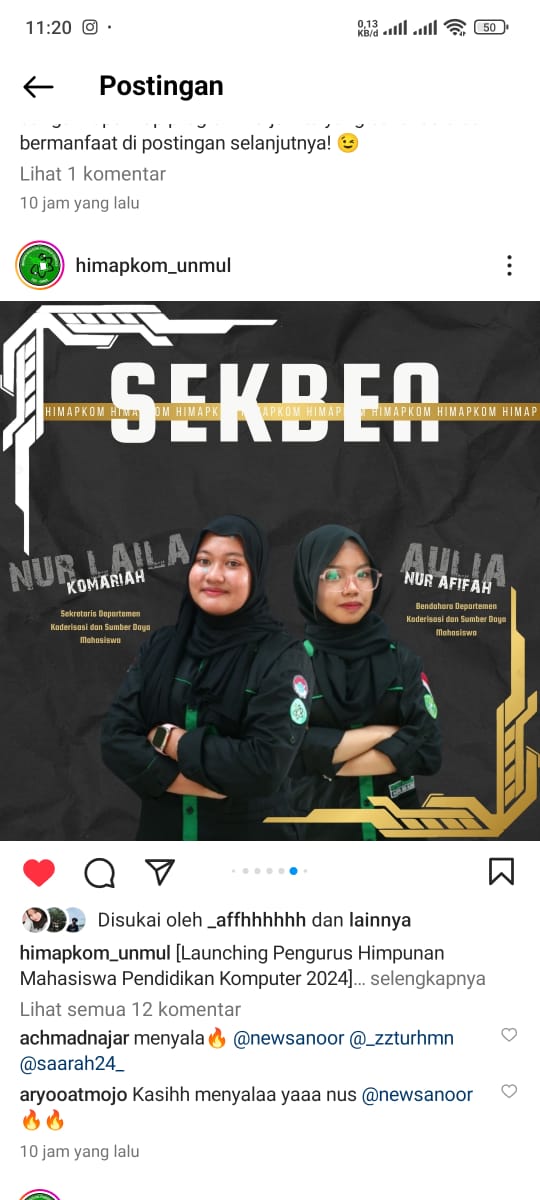 11:20
0,13
KB/d
50
Postingan
bermanfaat di postingan selanjutnya! 😉
Lihat 1 komentar
10 jam yang lalu
himapkom_unmul
SEKBEN
HIMAPKOM HIMAPKOM HIMAPK HIMAPKOM HIMAP HIMAPKOM HIMAPKOM HIMAP
NUR LAILA
KOMARIAH
Sekretaris Departemen
Kaderisasi dan Sumber Daya
Mahasiswa
AULIA
NUR AFIFAH
Bendahara Departemen
Kaderisasi dan Sumber Daya
Mahasiswa
Disukai oleh _affhhhhhh dan lainnya
himapkom_unmul [Launching Pengurus Himpunan
Mahasiswa Pendidikan Komputer 2024]... selengkapnya
Lihat semua 12 komentar
achmadnajar menyala🔥 @newsanoor @_zzturhmn
@saarah24_
aryooatmojo Kasihh menyalaa yaaa nus @newsanoor
🔥🔥
10 jam yang lalu